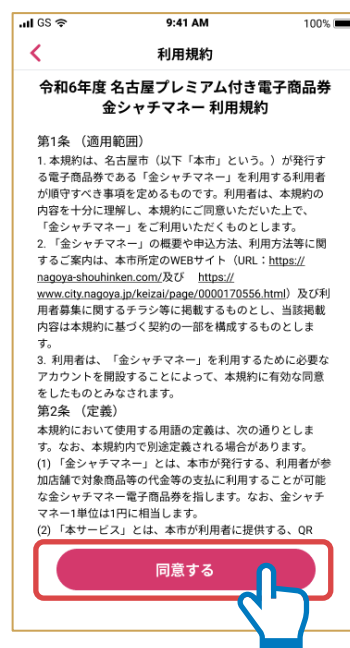 GS 9:41 AM 100%
利用規約
令和6年度 名古屋プレミアム付き電子商品券
金シャチマネー 利用規約
第1条 （適用範囲）
1. 本規約は、名古屋市（以下「本市」という。）が発行す
る電子商品券である「金シャチマネー」を利用する利用者
が順守すべき事項を定めるものです。利用者は、本規約の
内容を十分に理解し、本規約にご同意いただいた上で、
「金シャチマネー」をご利用いただくものとします。
2. 「金シャチマネー」の概要や申込方法、利用方法等に関
するご案内は、本市所定のWEBサイト（URL：https://
nagoya-shouhinken.com/及び https://
www.city.nagoya.jp/keizai/page/0000170556.html）及び利
用者募集に関するチラシ等に掲載するものとし、当該掲載
内容は本規約に基づく契約の一部を構成するものとしま
す。
3. 利用者は、「金シャチマネー」を利用するために必要な
アカウントを開設することによって、本規約に有効な同意
をしたものとみなされます。
第2条 （定義）
本規約において使用する用語の定義は、次の通りとしま
す。なお、本規約内で別途定義される場合があります。
(1) 「金シャチマネー」とは、本市が発行する、利用者が参
加店舗で対象商品等の代金等の支払に利用することが可能
な金シャチマネー電子商品券を指します。なお、金シャチ
マネー1単位は1円に相当します。
(2) 「本サービス」とは、本市が利用者に提供する、QR
同意する